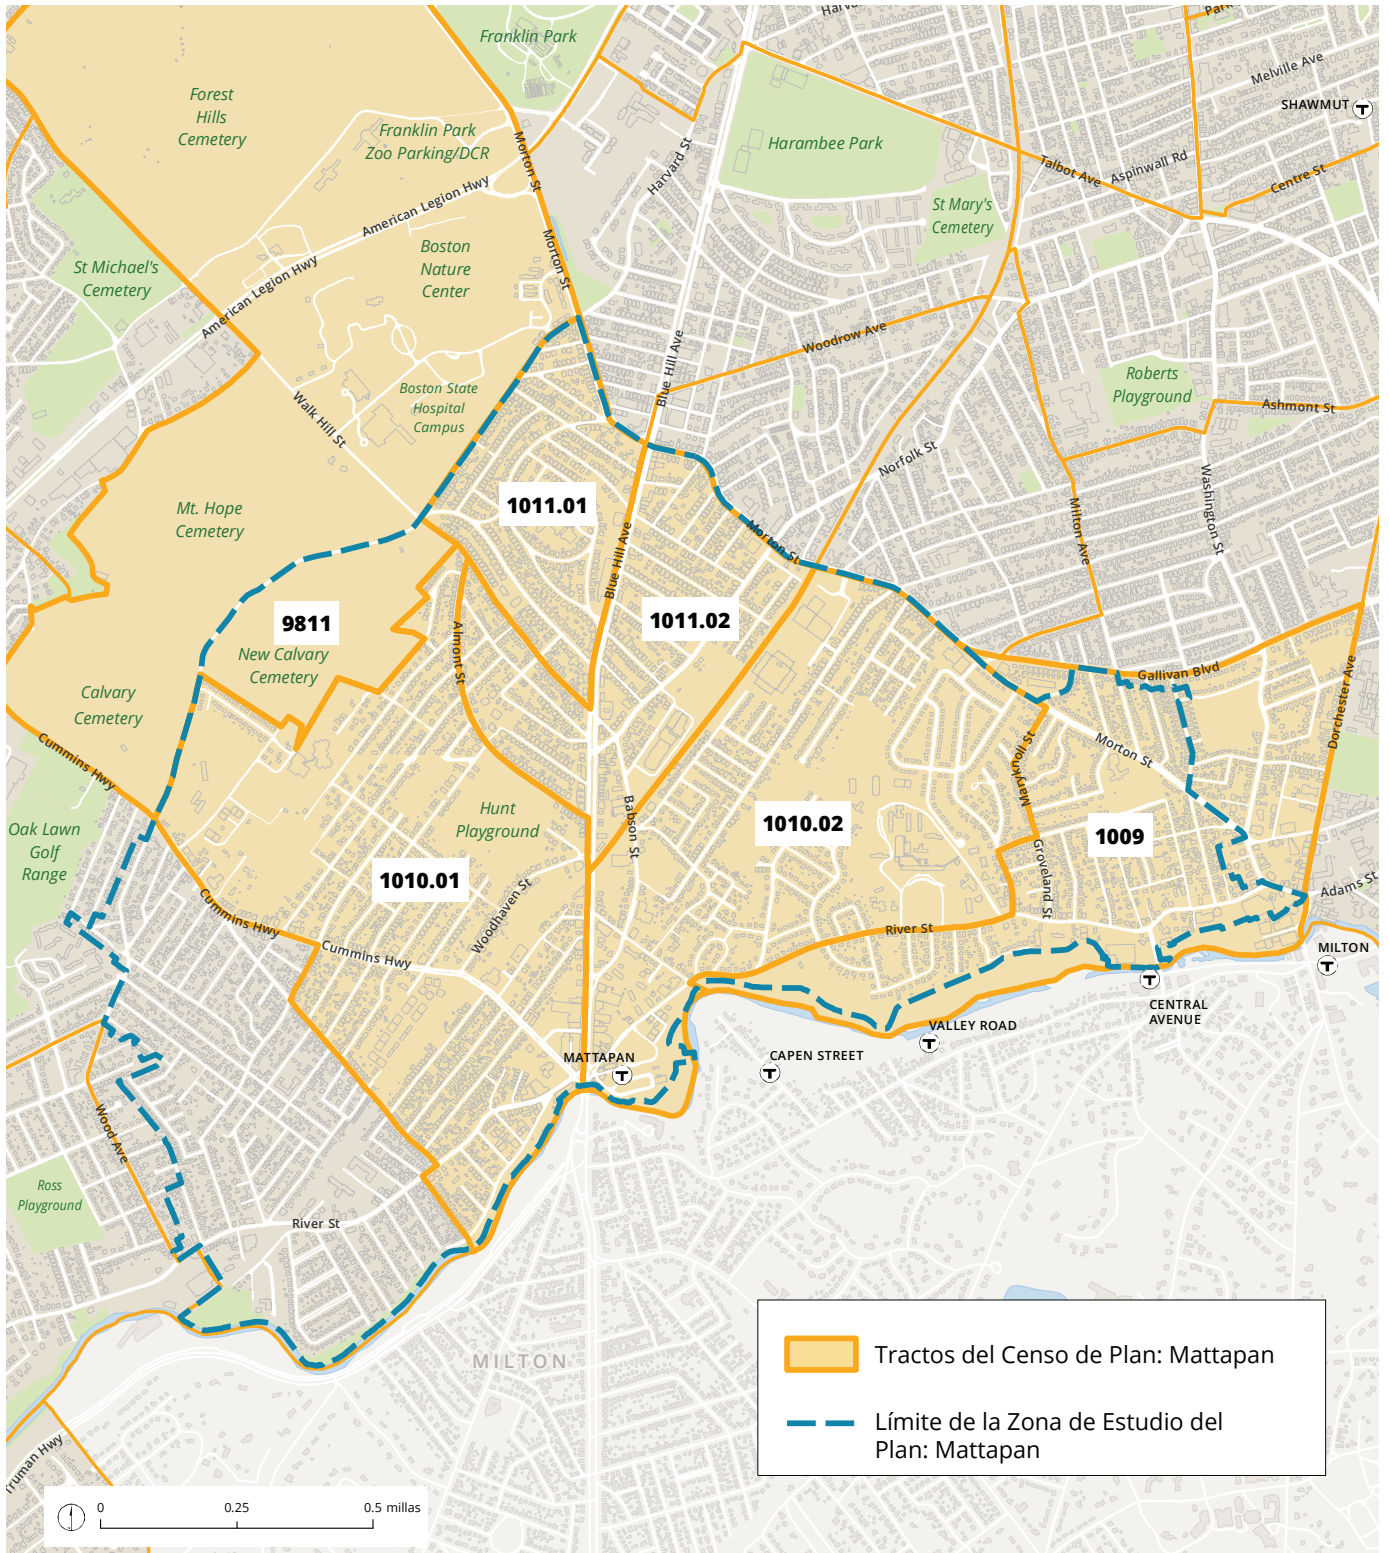 Franklin Park
Harva
Park
Melville Ave
SHAWMUT
T
Forest
Hills
Cemetery
Franklin Park
Zoo Parking/DCR
Morton St
Harvard St
Harambee Park
Talbot Ave
Aspinwall Rd
Centre St
American Legion Hwy
St Mary's
Cemetery
Boston
Nature
Center
Morton St
St Michael's
Cemetery
American Legion Hwy
Woodrow Ave
Blue Hill Ave
Roberts
Playground
Ashmont St
Boston State
Hospital
Campus
Walk Hill St
Norfolk St
Washington St
Mt. Hope
Cemetery
1011.01
Blue Hill Ave
Morton St
Milton Ave
9811
1011.02
New Calvary
Cemetery
Almont St
Gallivan Blvd
Dorchester Ave
Calvary
Cemetery
Cummins Hwy
Maryknoll St
Morton St
Hunt
Playground
Babson St
1010.02
1009
Oak Lawn
Golf
Range
1010.01
Groveland St
Adams St
Cummins Hwy
Woodhaven St
River St
Cummins Hwy
MILTON
T
CENTRAL
AVENUE
T
VALLEY ROAD
T
MATTAPAN
T
CAPEN STREET
T
Wood Ave
Ross
Playground
River St
MILTON
Tractos del Censo de Plan: Mattapan
Límite de la Zona de Estudio del
Plan: Mattapan
Truman Hwy
0 0.25 0.5 millas